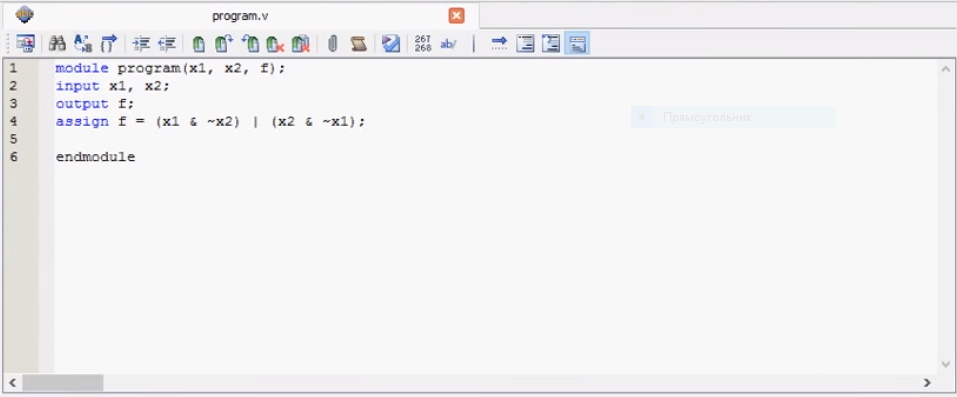 program.v
267
268
ab/
1 module program(x1, x2, f);
2 input x1, x2;
3 output f;
4 assign f = (x1 & ~x2) | (x2 & ~x1);
5
6 endmodule
Прямоугольник